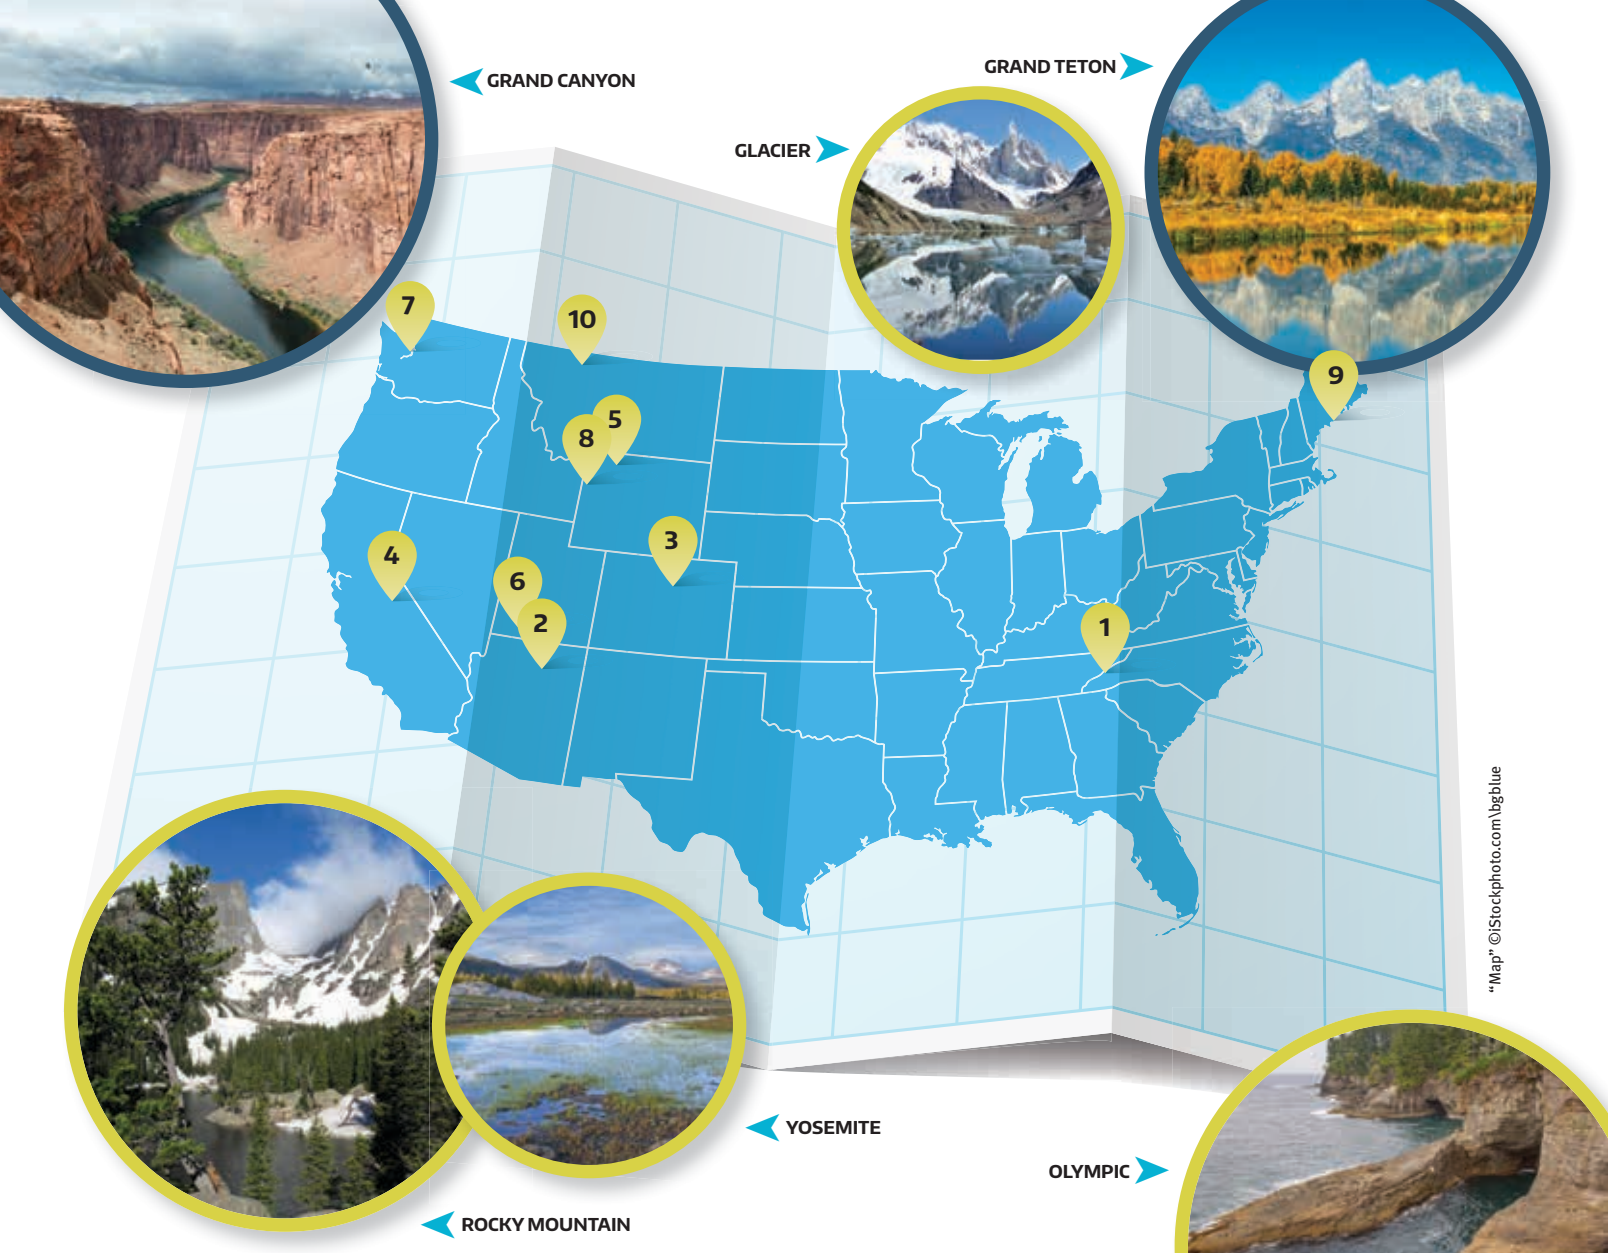 GRAND CANYON
GRAND TETON
GLACIER
7
10
9
5
8
3
4
6
2
1
"Map" ©iStockphoto.com\bgblue
YOSEMITE
OLYMPIC
ROCKY MOUNTAIN